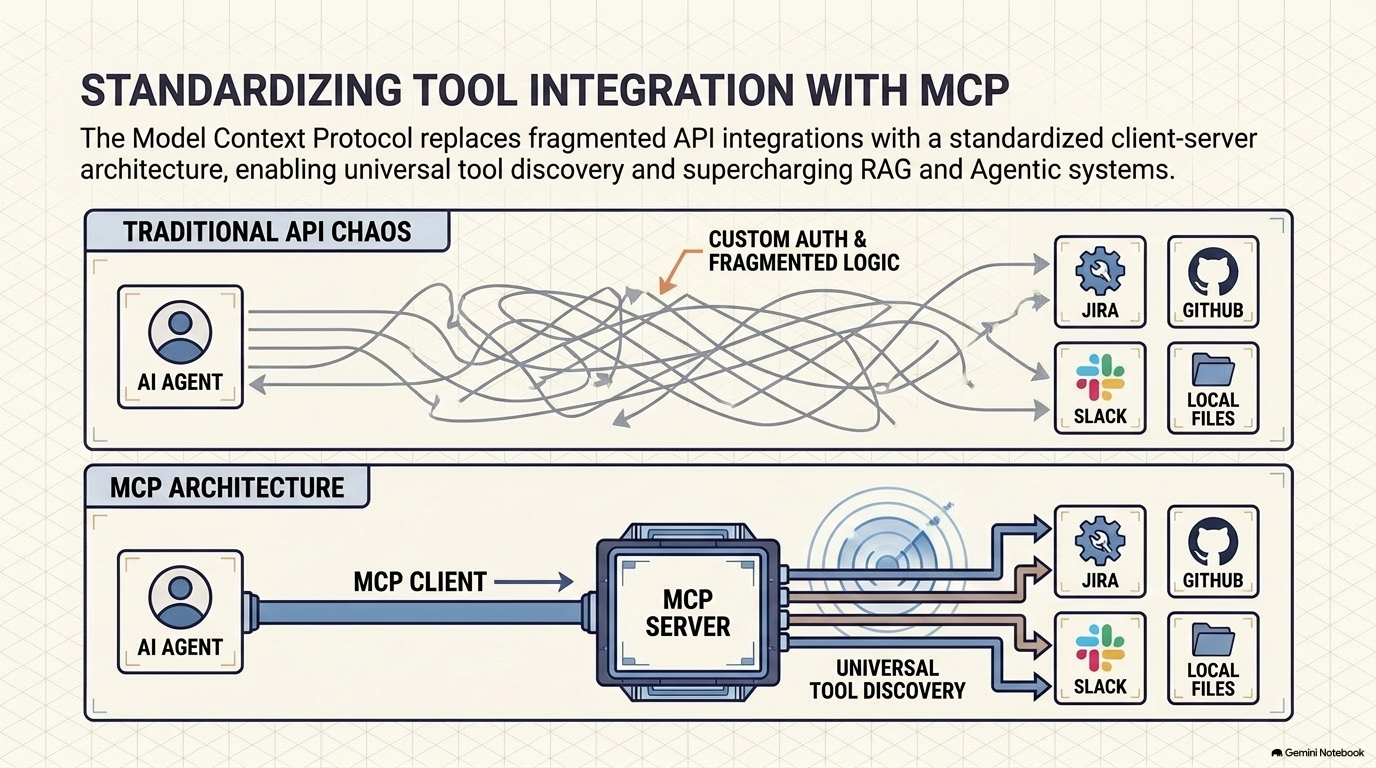 STANDARDIZING TOOL INTEGRATION WITH MCP
The Model Context Protocol replaces fragmented API integrations with a standardized client-server
architecture, enabling universal tool discovery and supercharging RAG and Agentic systems.
TRADITIONAL API CHAOS
CUSTOM AUTH &
FRAGMENTED LOGIC
AI AGENT
JIRA
GITHUB
SLACK
LOCAL
FILES
MCP ARCHITECTURE
AI AGENT
MCP CLIENT
MCP
SERVER
UNIVERSAL
TOOL DISCOVERY
JIRA
GITHUB
SLACK
LOCAL
FILES
Gemini Notebook